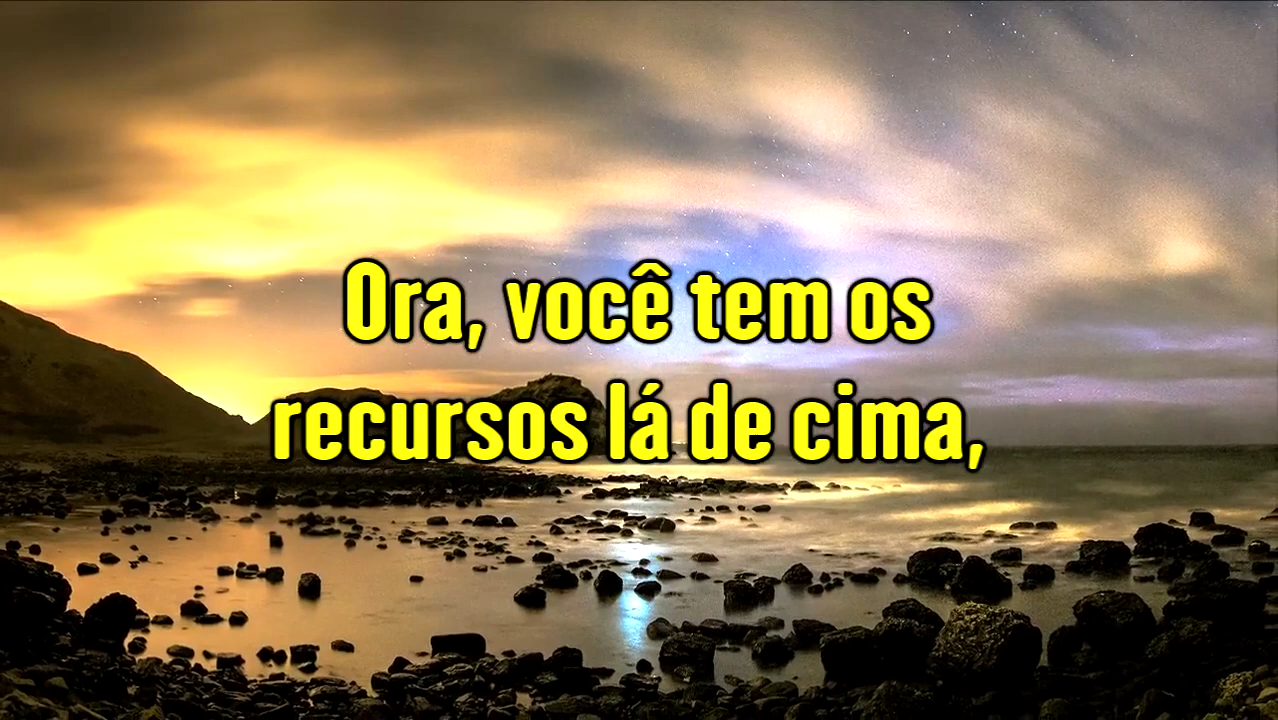 Ora, você tem os
recursos lá de cima,